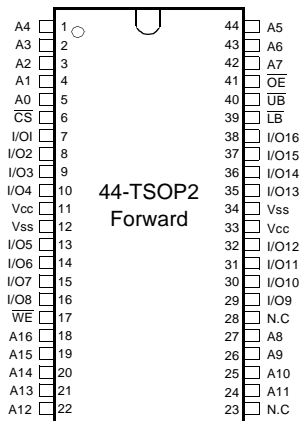 A4 1 44 A5
A3 2 43 A6
A2 3 42 A7
A1 4 41 OE
A0 5 40 UB
CS 6 39 LB
I/OI 7 38 I/O16
I/O2 8 37 I/O15
I/O3 9 36 I/O14
I/O4 10 35 I/O13
Vcc 11 34 Vss
Vss 12 33 Vcc
I/O5 13 32 I/O12
I/O6 14 31 I/O11
I/O7 15 30 I/O10
I/O8 16 29 I/O9
WE 17 28 N.C
A16 18 27 A8
A15 19 26 A9
A14 20 25 A10
A13 21 24 A11
A12 22 23 N.C
44-TSOP2
Forward